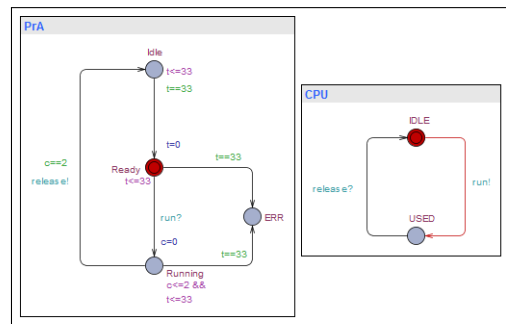 PrA
Idle
t<=33
t==33
t=0
Ready
t<=33
t==33
c==2
release!
run?
c=0
ERR
t==33
Running
c<=2 &&
t<=33
CPU
IDLE
release?
run!
USED